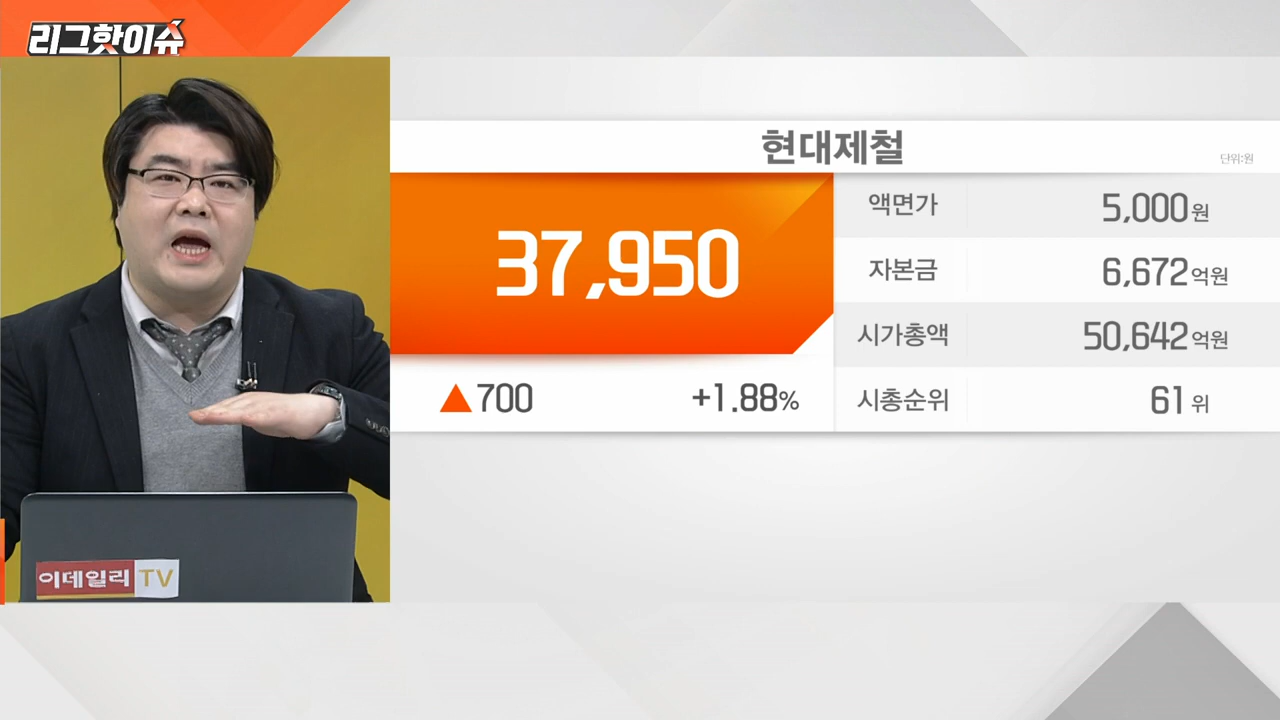 리그핫이슈
현대제철
단위:원
37,950
▲700 +1.88%
액면가 5,000원
자본금 6,672억원
시가총액 50,642억원
시총순위 61위
이데일리TV